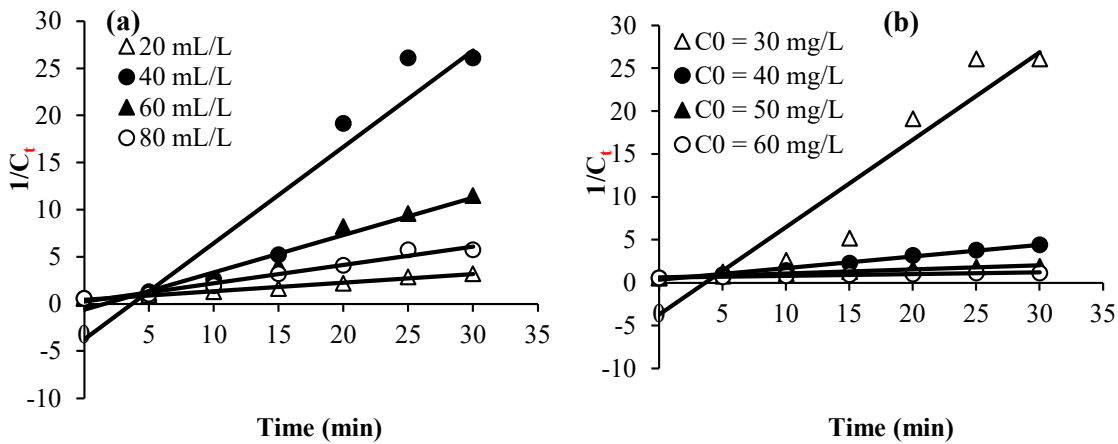 (a)
20 mL/L
40 mL/L
60 mL/L
80 mL/L
1/Ct
30
25
20
15
10
5
0
-5
-10
0 5 10 15 20 25 30 35
Time (min)
(b)
C0 = 30 mg/L
C0 = 40 mg/L
C0 = 50 mg/L
C0 = 60 mg/L
1/Ct
30
25
20
15
10
5
0
-5
-10
0 5 10 15 20 25 30 35
Time (min)